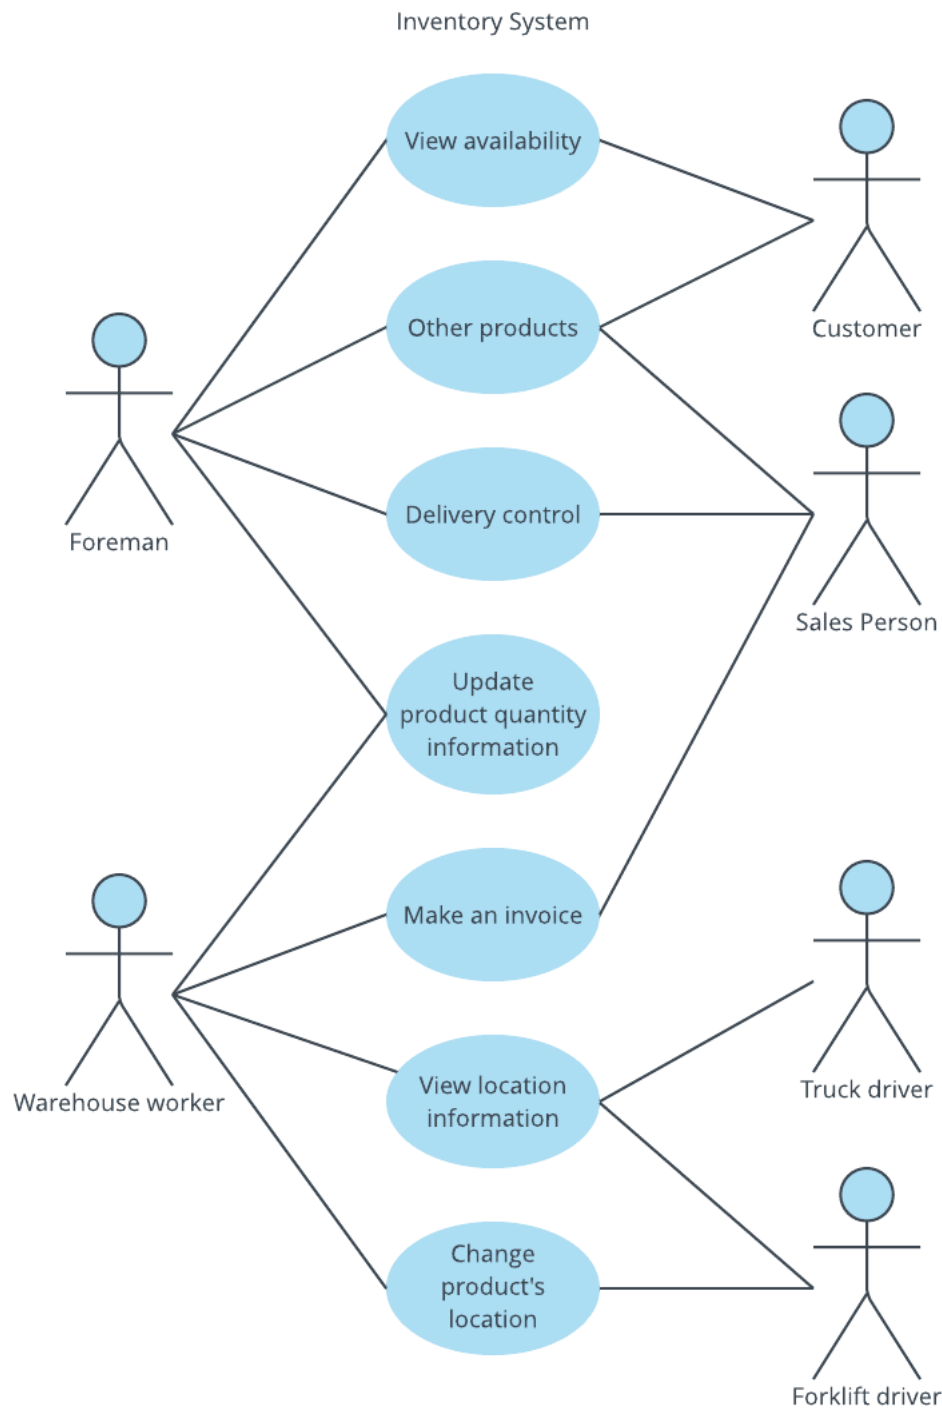 Inventory System
View availability
Customer
Other products
Foreman
Delivery control
Sales Person
Update
product quantity
information
Make an invoice
Warehouse worker
View location
information
Truck driver
Change
product's
location
Forklift driver